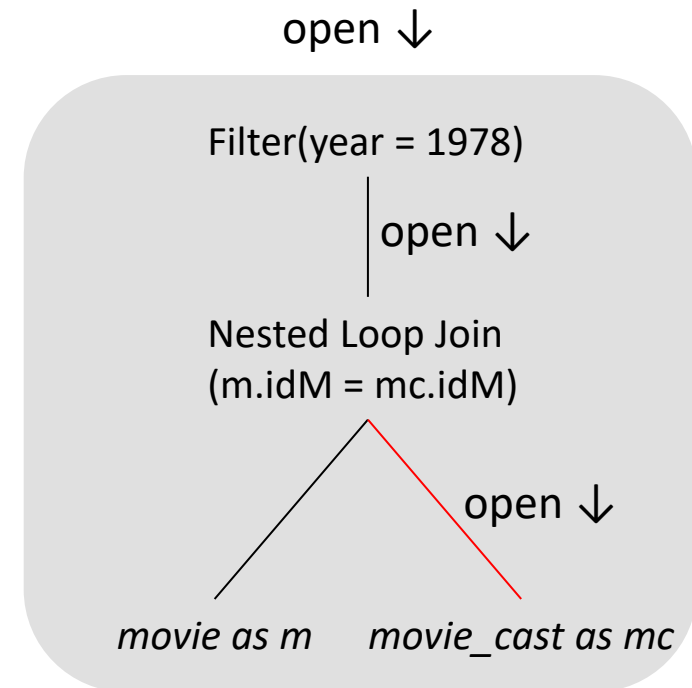 open ↓
Filter(year = 1978)
open ↓
Nested Loop Join
(m.idM = mc.idM)
open ↓
movie as m
movie_cast as mc